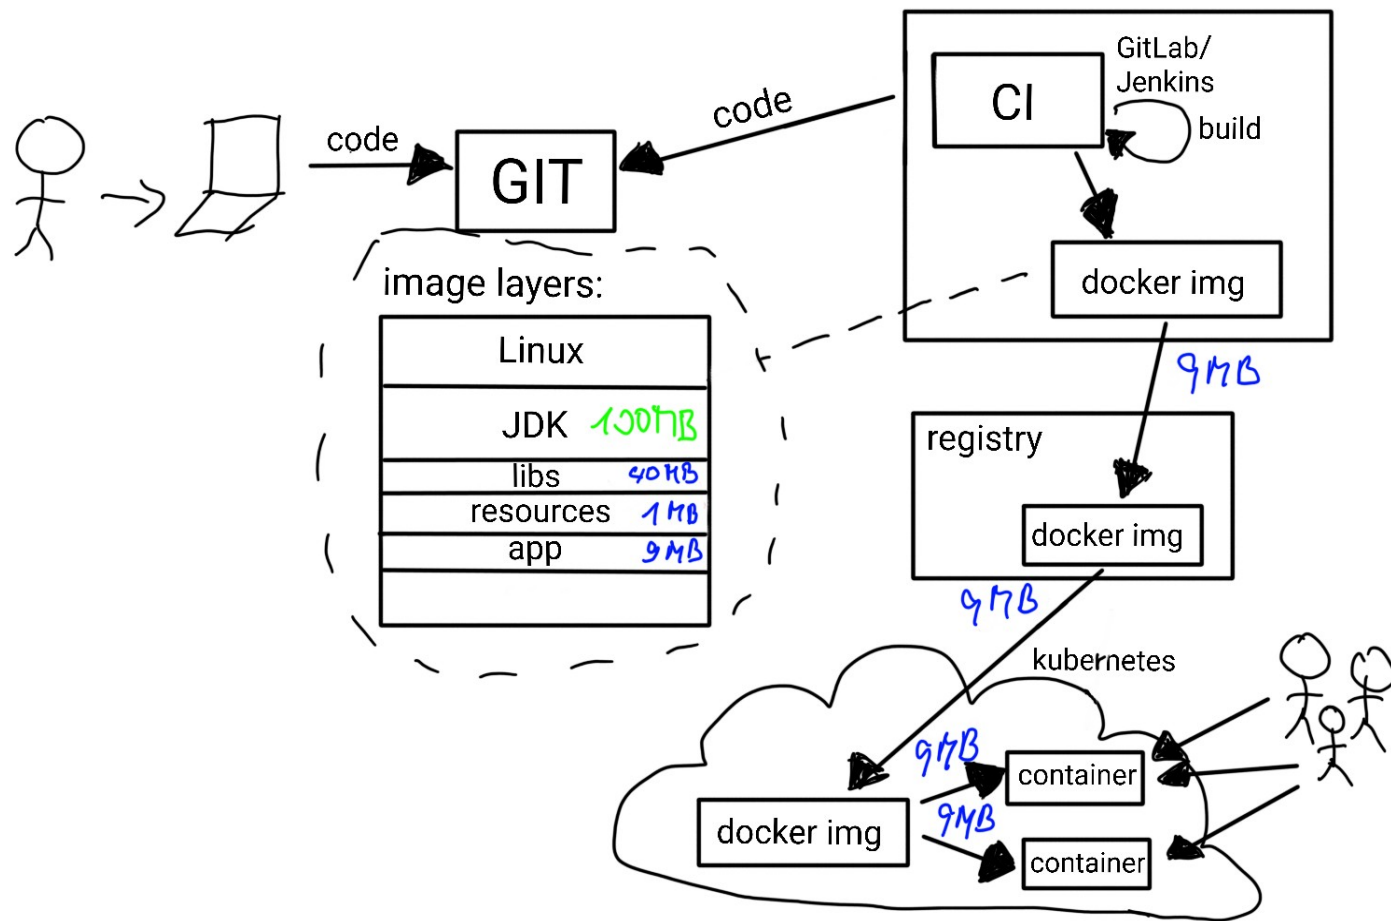 code
GIT
code
CI
GitLab/
Jenkins
build
docker img
9MB
image layers:
Linux
JDK 100MB
libs 40MB
resources 1MB
app 9MB
registry
docker img
9MB
kubernetes
docker img
9MB
9MB
container
container